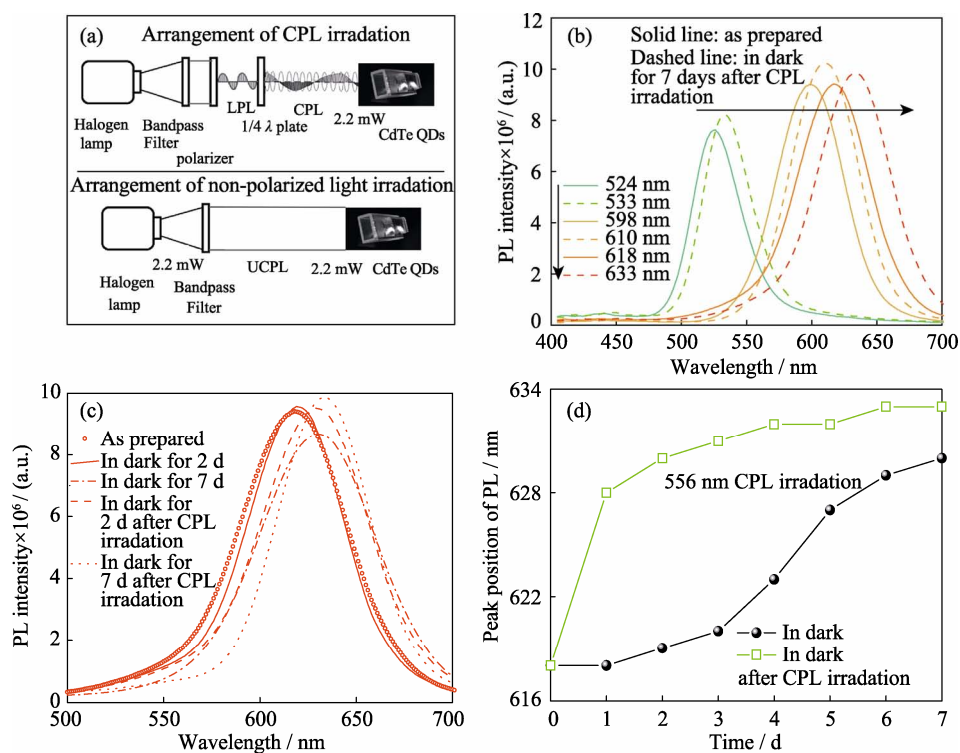 (a)
Arrangement of CPL irradiation
LPL
CPL
1/4 λ plate
2.2 mW
CdTe QDs
Halogen
lamp
Bandpass
Filter
polarizer
Arrangement of non-polarized light irradiation
2.2 mW
UCPL
2.2 mW
CdTe QDs
Halogen
lamp
Bandpass
Filter
(b)
Solid line: as prepared
Dashed line: in dark
for 7 days after CPL
irradiation
524 nm
533 nm
598 nm
610 nm
618 nm
633 nm
PL intensity×10⁶ / (a.u.)
12
10
8
6
4
2
0
400 450 500 550 600 650 700
Wavelength / nm
(c)
As prepared
In dark for 2 d
In dark for 7 d
In dark for
2 d after CPL
irradiation
In dark for
7 d after CPL
irradiation
PL intensity×10⁶ / (a.u.)
10
8
6
4
2
0
500 550 600 650 700
Wavelength / nm
(d)
556 nm CPL irradiation
In dark
In dark
after CPL irradiation
Peak position of PL / nm
634
628
622
616
0 1 2 3 4 5 6 7
Time / d